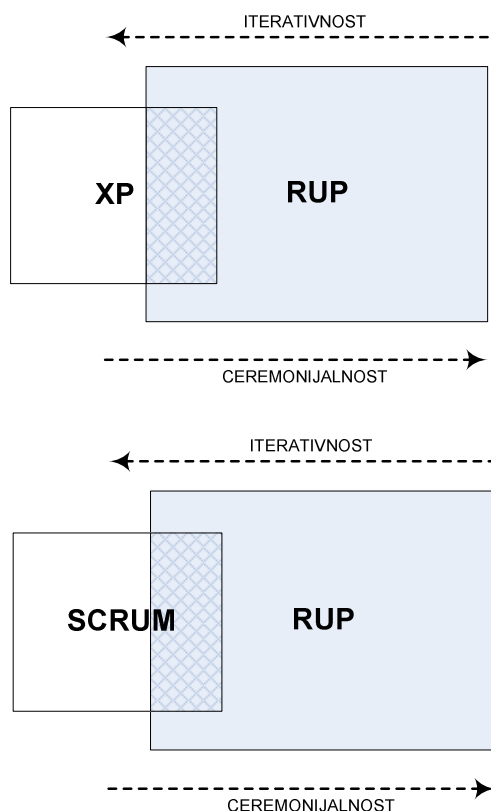 ITERATIVNOST
XP RUP
CEREMONIJALNOST
ITERATIVNOST
SCRUM RUP
CEREMONIJALNOST